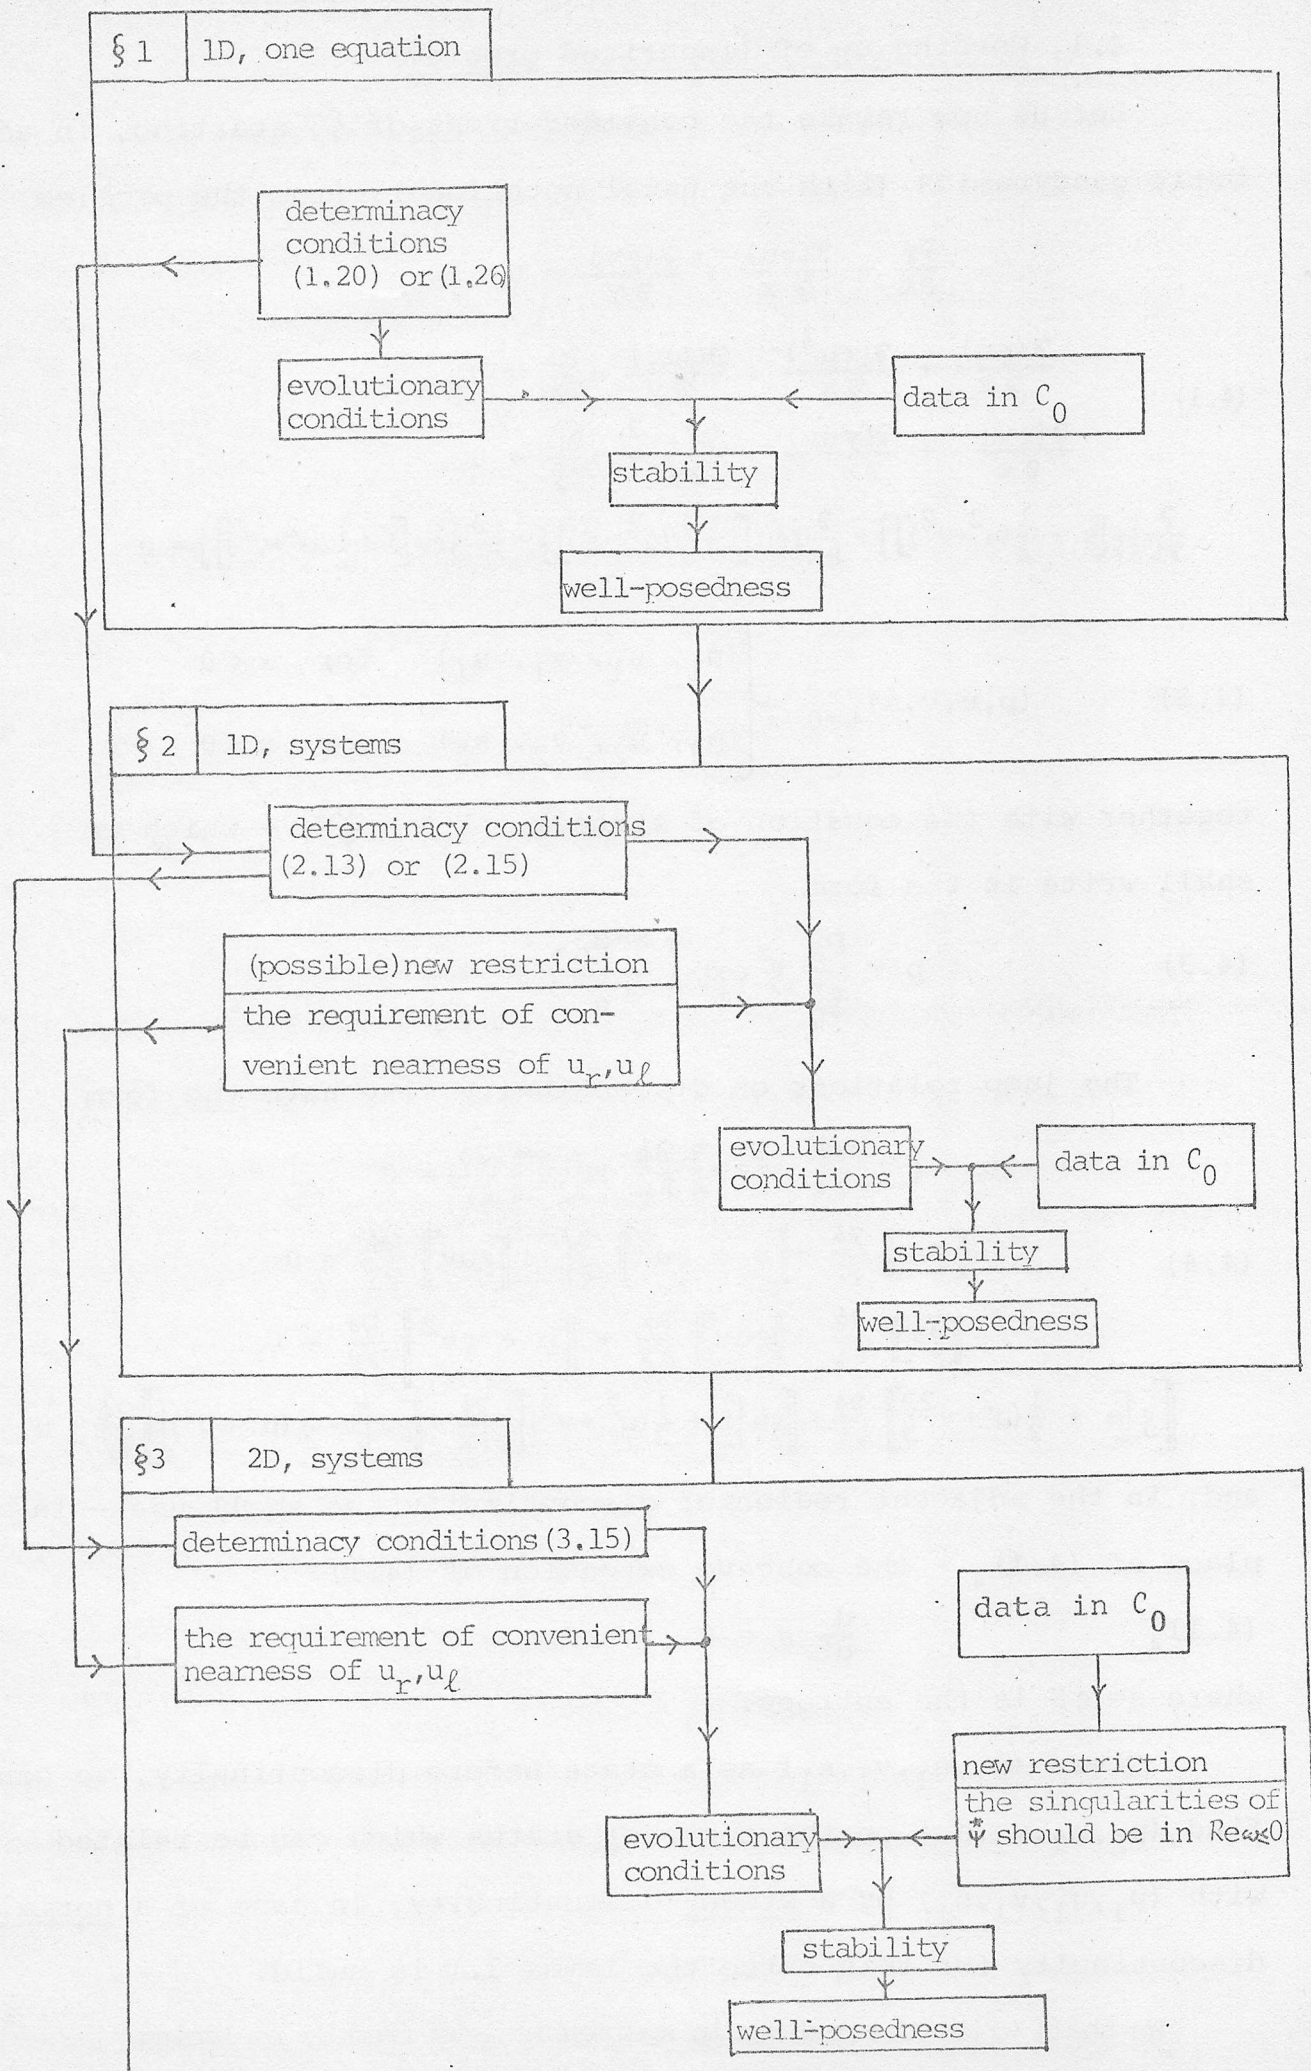 § 1 1D, one equation
determinacy
conditions
(1.20) or (1.26)
evolutionary
conditions
data in C₀
stability
well-posedness
§ 2 1D, systems
determinacy conditions
(2.13) or (2.15)
(possible) new restriction
the requirement of con-
venient nearness of uᵣ,u_ℓ
evolutionary
conditions
data in C₀
stability
well-posedness
§3 2D, systems
determinacy conditions (3.15)
the requirement of convenient
nearness of uᵣ,u_ℓ
data in C₀
new restriction
the singularities of
ψ̈* should be in Reω≤0
evolutionary
conditions
stability
well-posedness